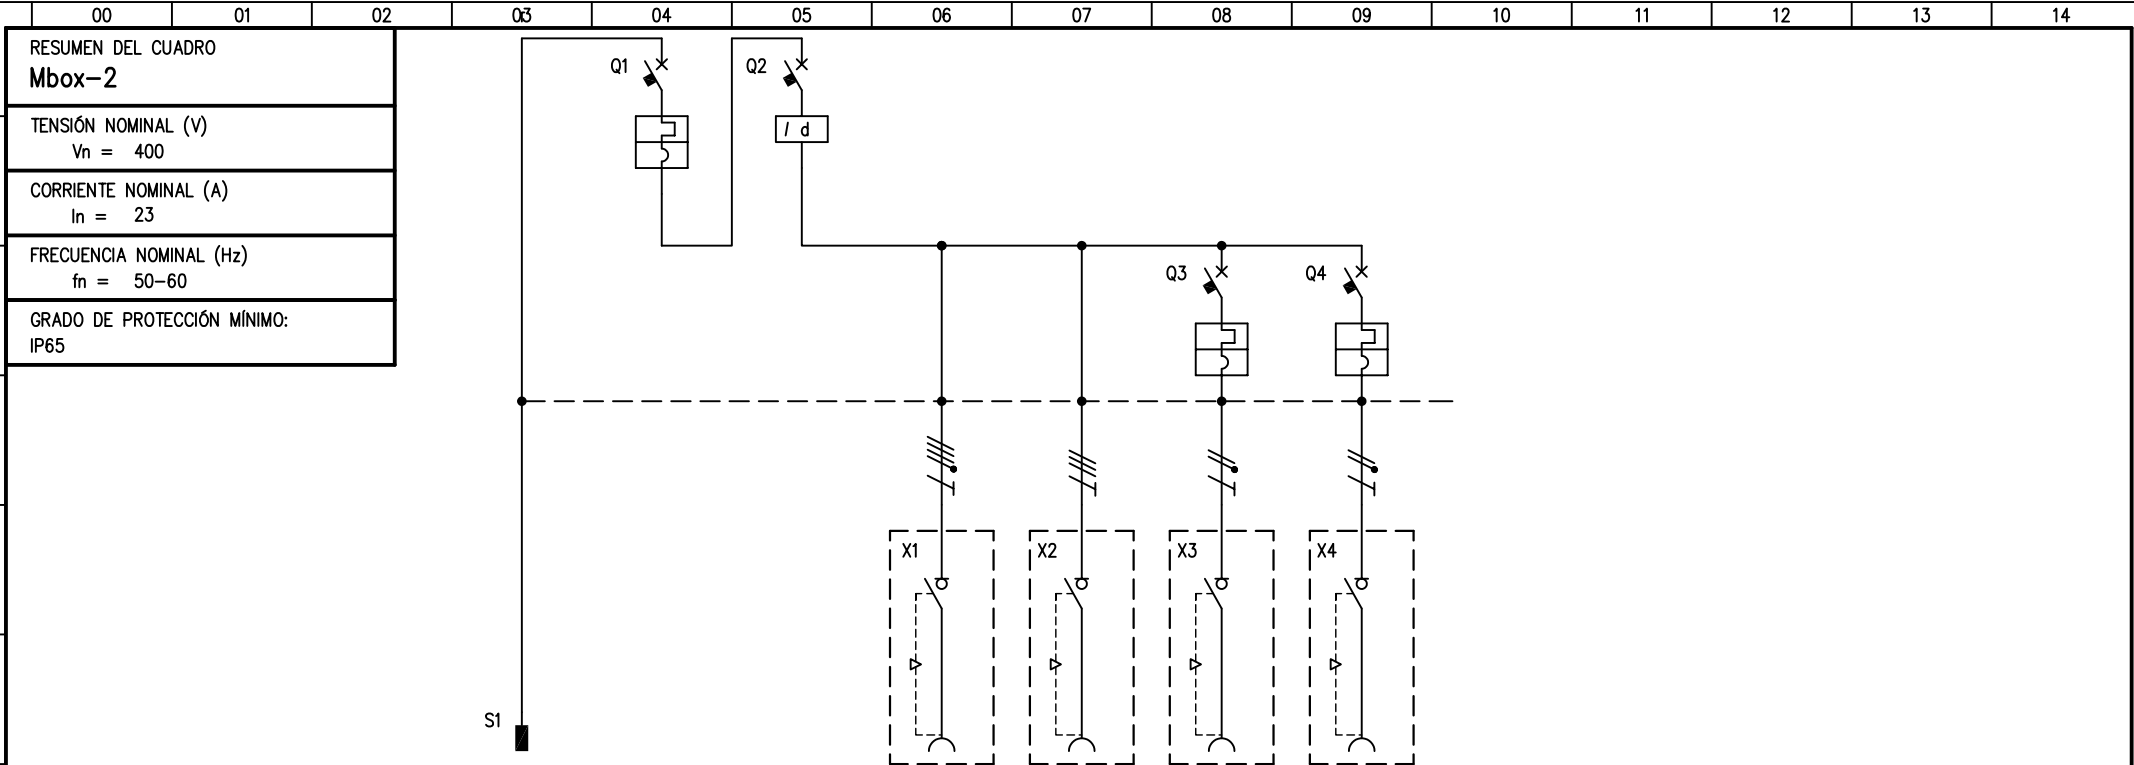 00 01 02 03 04 05 06 07 08 09 10 11 12 13 14
RESUMEN DEL CUADRO
Mbox-2
TENSIÓN NOMINAL (V)
Vn = 400
CORRIENTE NOMINAL (A)
In = 23
FRECUENCIA NOMINAL (Hz)
fn = 50-60
GRADO DE PROTECCIÓN MÍNIMO:
IP65
Q1 Q2
I d
Q3 Q4
X1 X2 X3 X4
S1